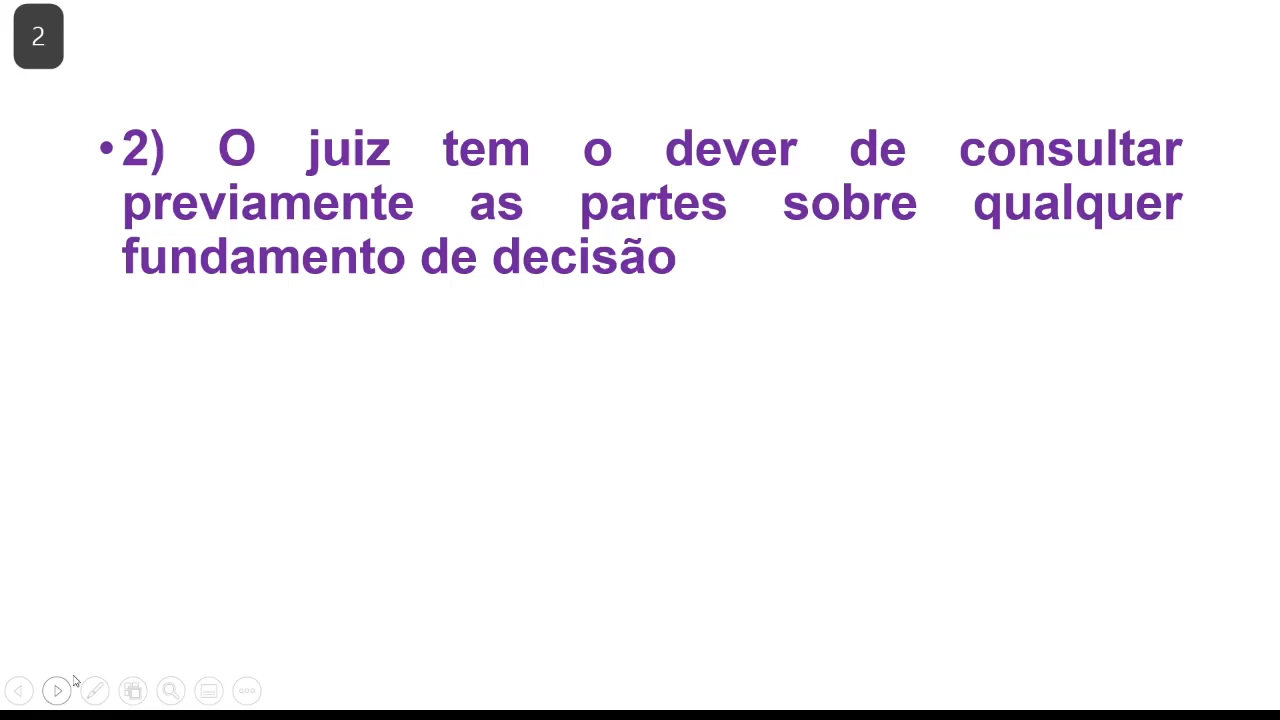 2
• 2) O juiz tem o dever de consultar
previamente as partes sobre qualquer
fundamento de decisão